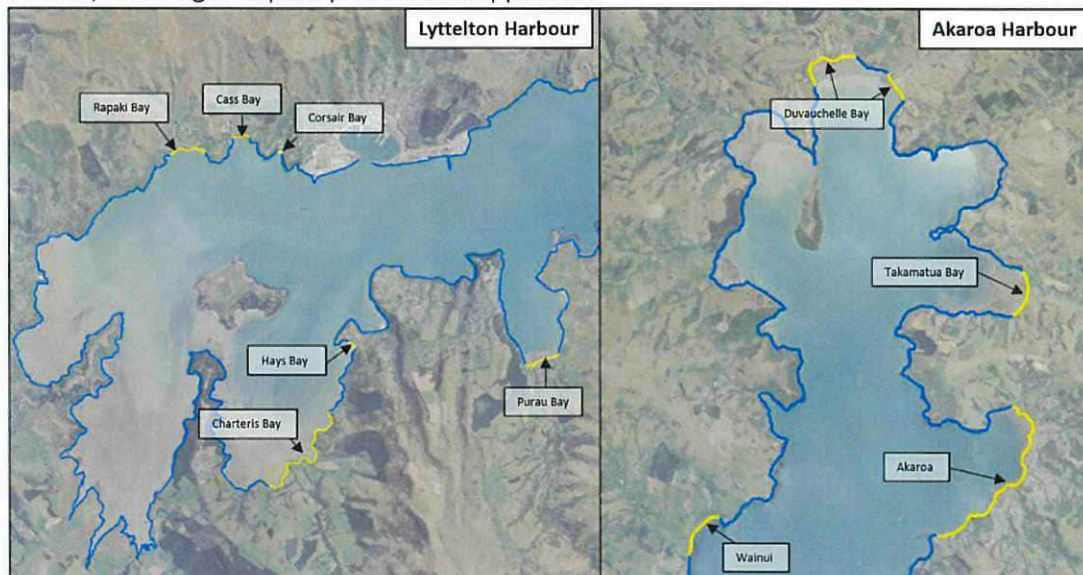 Lyttelton Harbour
Rapaki Bay
Cass Bay
Corsair Bay
Hays Bay
Charteris Bay
Purau Bay
Akaroa Harbour
Duvauchelle Bay
Takamatua Bay
Akaroa
Wainui